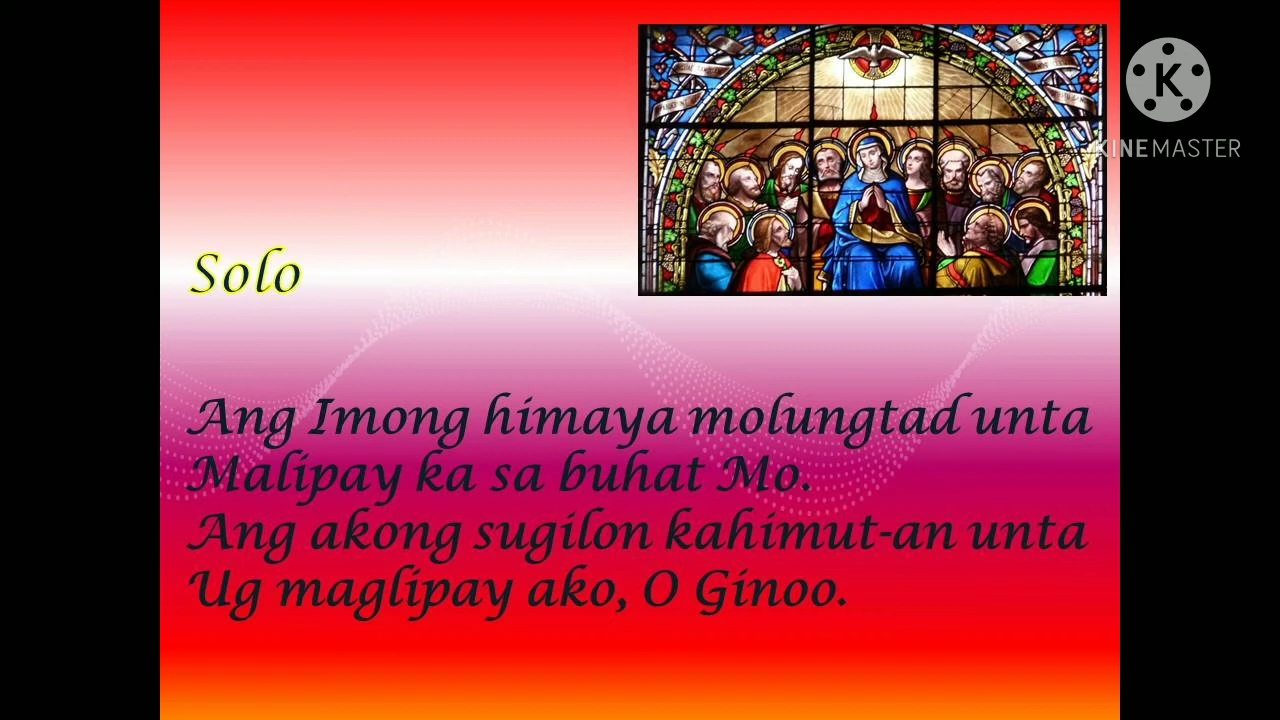 KINEMASTER
Solo
Ang Imong himaya molungtad unta
Malipay ka sa buhat Mo.
Ang akong sugilon kahimut-an unta
Ug maglipay ako, O Ginoo.